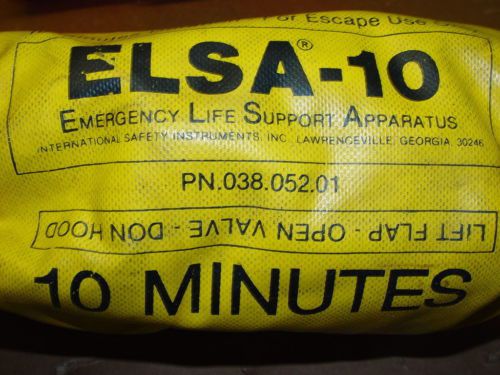 For Escape Use
ELSA-10®
EMERGENCY LIFE SUPPORT APPARATUS
INTERNATIONAL SAFETY INSTRUMENTS, INC. LAWRENCEVILLE, GEORGIA, 30246
PN.038.052.01
LIFT FLAP - OPEN VALVE - DON HOOD
10 MINUTES